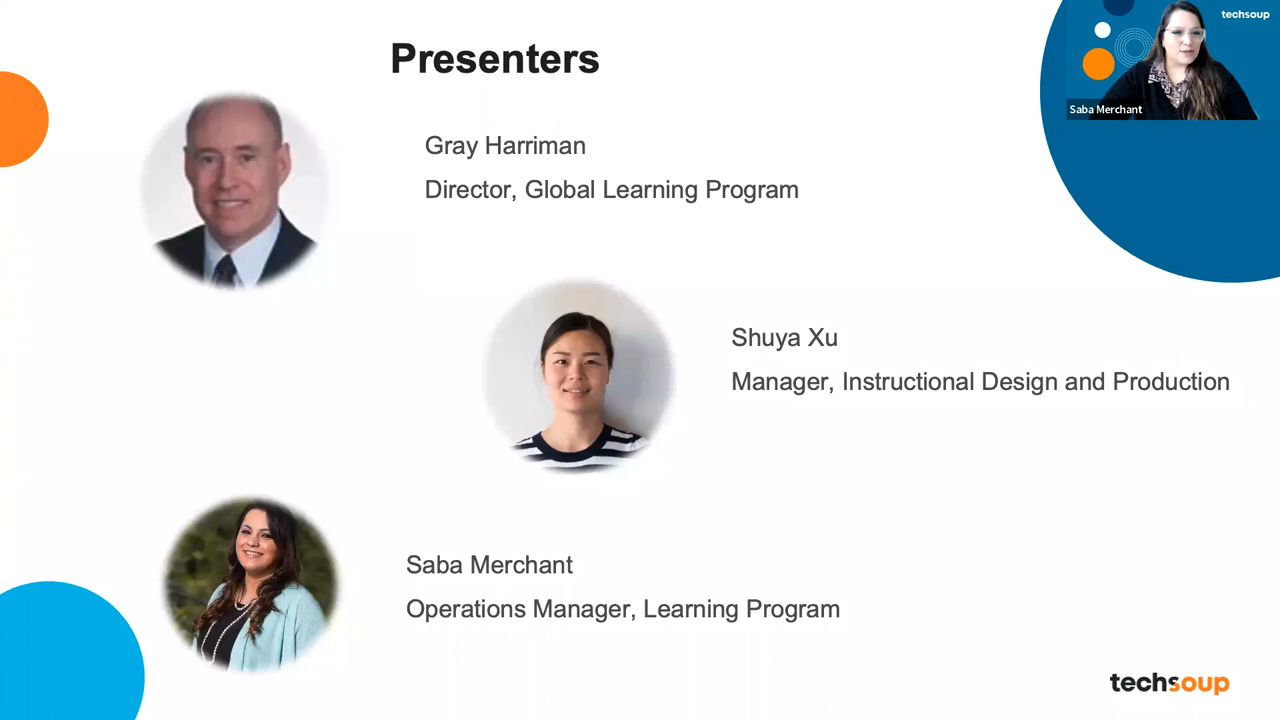 Presenters
techsoup
Saba Merchant
Gray Harriman
Director, Global Learning Program
Shuya Xu
Manager, Instructional Design and Production
Saba Merchant
Operations Manager, Learning Program
techsoup